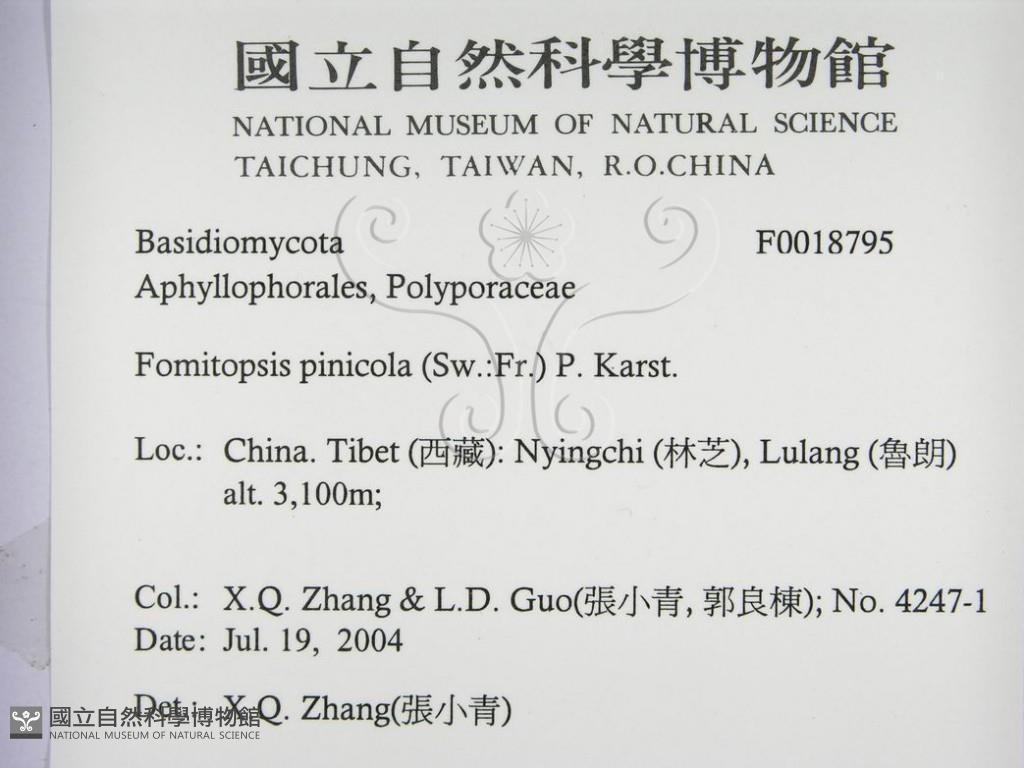 國立自然科學博物館
NATIONAL MUSEUM OF NATURAL SCIENCE
TAICHUNG, TAIWAN, R.O.CHINA
Basidiomycota F0018795
Aphyllophorales, Polyporaceae
Fomitopsis pinicola (Sw.:Fr.) P. Karst.
Loc.: China. Tibet (西藏): Nyingchi (林芝), Lulang (魯朗)
alt. 3,100m;
Col.: X.Q. Zhang & L.D. Guo(張小青, 郭良棟); No. 4247-1
Date: Jul. 19, 2004
Det.: X.Q. Zhang(張小青)
國立自然科學博物館
NATIONAL MUSEUM OF NATURAL SCIENCE